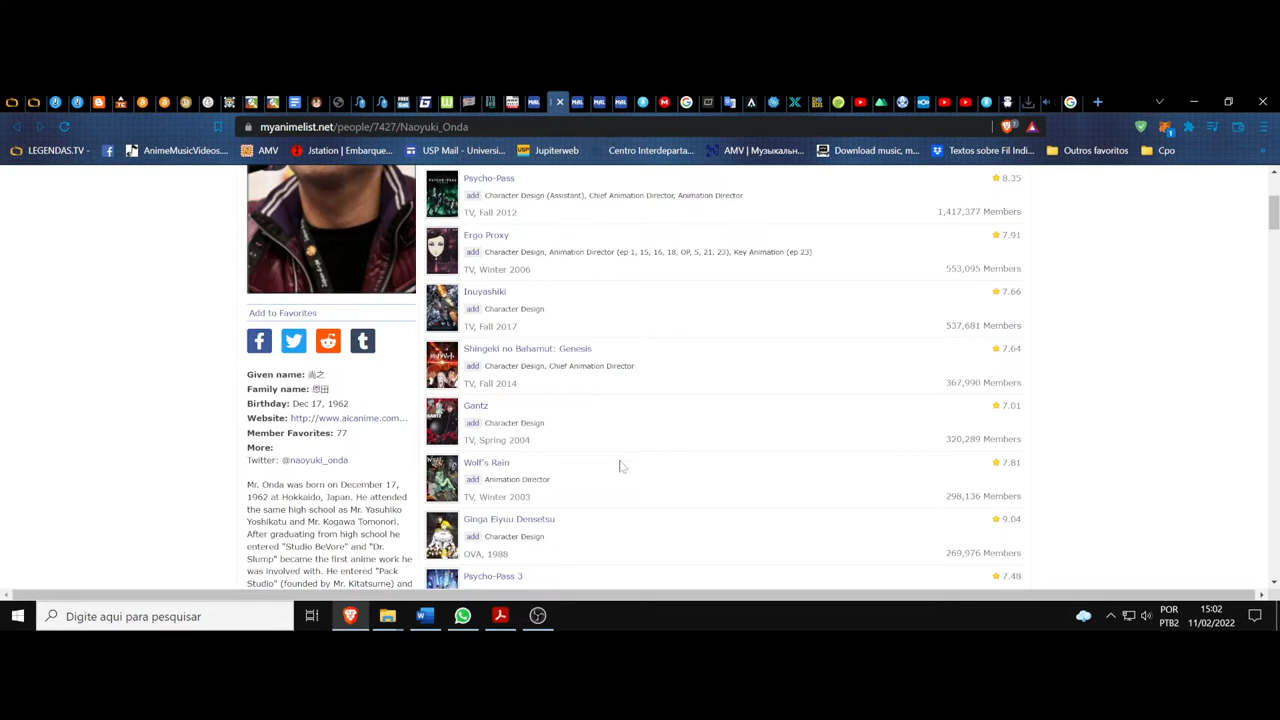 myanimelist.net/people/7427/Naoyuki_Onda
LEGENDAS.TV -
AnimeMusicVideos....
AMV
Jstation | Embarque...
USP Mail - Universi...
Jupiterweb
Centro Interdeparta...
AMV | Музыкальн...
Download music, m...
Textos sobre Fil Indi...
Outros favoritos
Cpo
Psycho-Pass
8.35
add Character Design (Assistant), Chief Animation Director, Animation Director
TV, Fall 2012
1,417,377 Members
Ergo Proxy
7.91
add Character Design, Animation Director (ep 1, 15, 16, 18, OP, 5, 21, 23), Key Animation (ep 23)
TV, Winter 2006
553,095 Members
Inuyashiki
7.66
add Character Design
TV, Fall 2017
537,681 Members
Shingeki no Bahamut: Genesis
7.64
add Character Design, Chief Animation Director
TV, Fall 2014
367,990 Members
Gantz
7.01
add Character Design
TV, Spring 2004
320,289 Members
Wolf's Rain
7.81
add Animation Director
TV, Winter 2003
298,136 Members
Ginga Eiyuu Densetsu
9.04
add Character Design
OVA, 1988
269,976 Members
Psycho-Pass 3
7.48
Add to Favorites
Given name: 尚之
Family name: 恩田
Birthday: Dec 17, 1962
Website: http://www.aicanime.com...
Member Favorites: 77
More:
Twitter: @naoyuki_onda
Mr. Onda was born on December 17,
1962 at Hokkaido, Japan. He attended
the same high school as Mr. Yasuhiko
Yoshikatu and Mr. Kogawa Tomonori.
After graduating from high school he
entered "Studio BeVore" and "Dr.
Slump" became the first anime work he
was involved with. He entered "Pack
Studio" (founded by Mr. Kitatsume) and
Digite aqui para pesquisar
POR
PTB2
15:02
11/02/2022